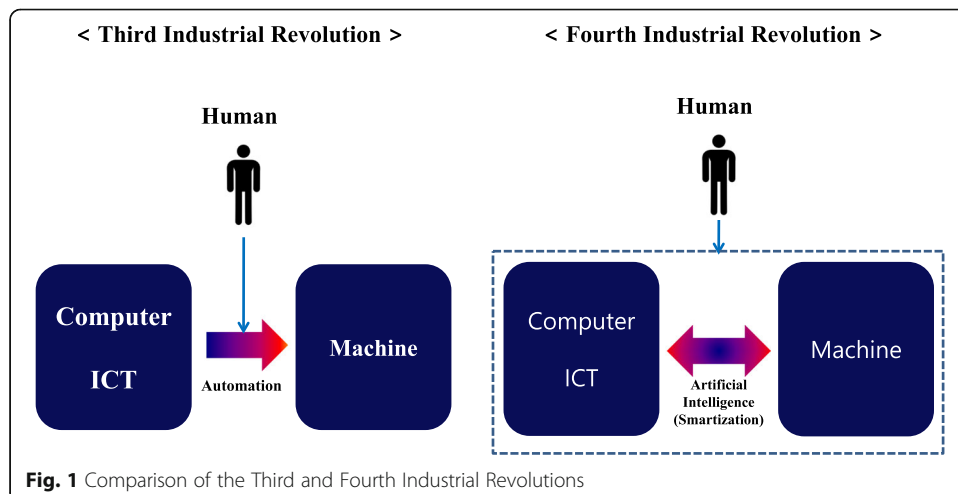 < Third Industrial Revolution >
Human
Computer
ICT
Automation
Machine
< Fourth Industrial Revolution >
Human
Computer
ICT
Artificial
Intelligence
(Smartization)
Machine
Fig. 1 Comparison of the Third and Fourth Industrial Revolutions